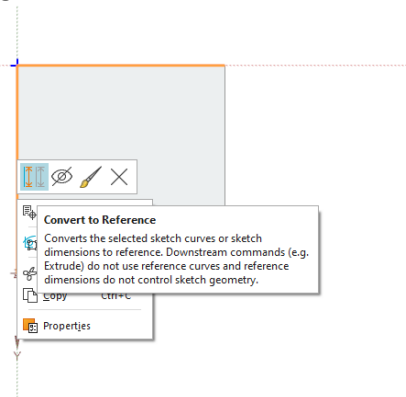 Convert to Reference
Converts the selected sketch curves or sketch
dimensions to reference. Downstream commands (e.g.
Extrude) do not use reference curves and reference
dimensions do not control sketch geometry.
Copy Ctrl+C
Properties
Y